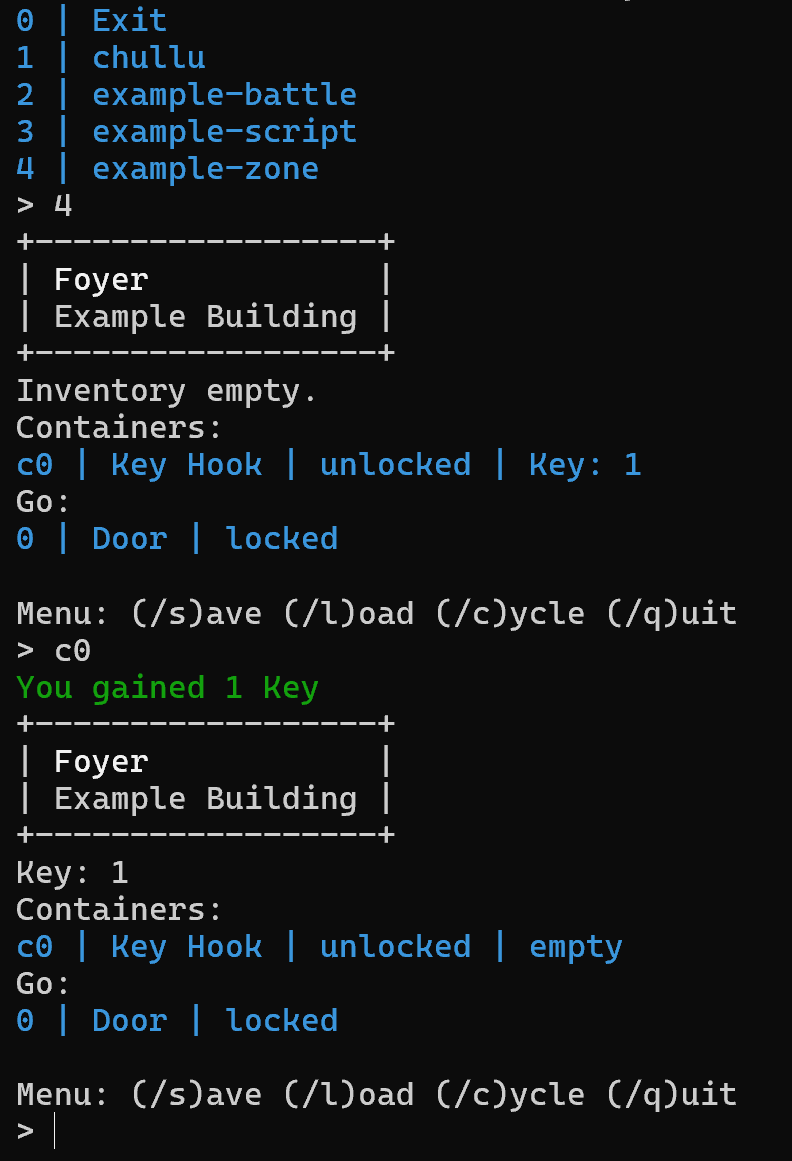 0 | Exit
1 | chullu
2 | example-battle
3 | example-script
4 | example-zone
> 4
+------------------+
| Foyer            |
| Example Building |
+------------------+
Inventory empty.
Containers:
c0 | Key Hook | unlocked | Key: 1
Go:
0 | Door | locked

Menu: (/s)ave (/l)oad (/c)ycle (/q)uit
> c0
You gained 1 Key
+------------------+
| Foyer            |
| Example Building |
+------------------+
Key: 1
Containers:
c0 | Key Hook | unlocked | empty
Go:
0 | Door | locked

Menu: (/s)ave (/l)oad (/c)ycle (/q)uit
>